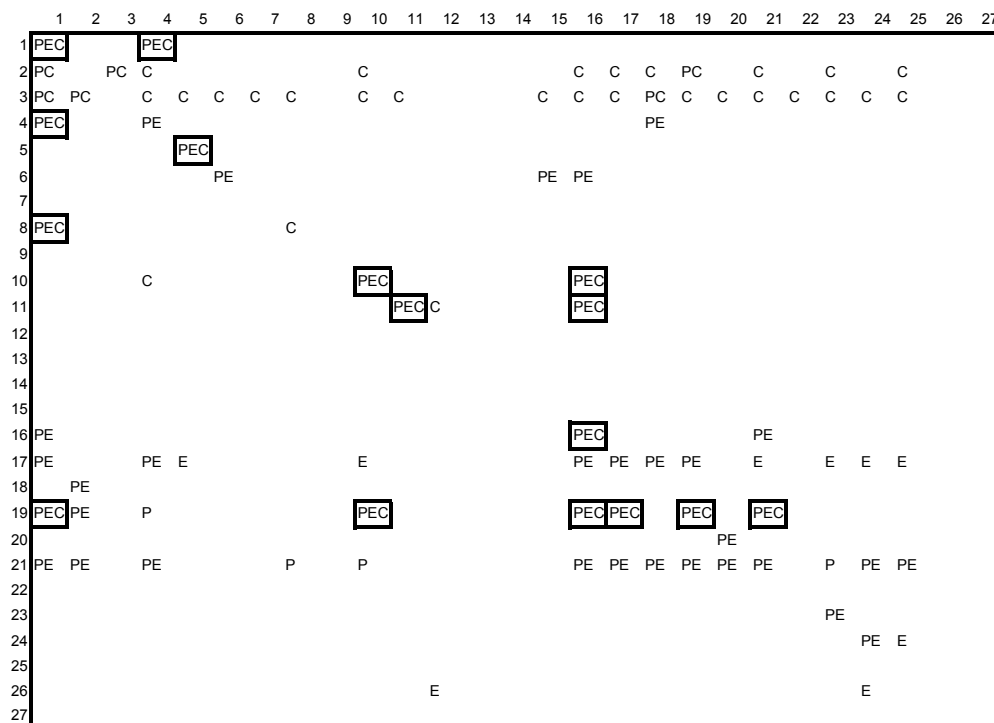 1 2 3 4 5 6 7 8 9 10 11 12 13 14 15 16 17 18 19 20 21 22 23 24 25 26 27
1 PEC PEC
2 PC PC C C C C C PC C C C
3 PC PC C C C C C C C C C C PC C C C C C C C
4 PEC PE PE
5 PEC
6 PE PE PE
7
8 PEC C
9
10 C PEC PEC
11 PEC C PEC
12
13
14
15
16 PE PEC PE
17 PE PE E E PE PE PE PE E E E E
18 PE
19 PEC PE P PEC PEC PEC PEC PEC
20 PE
21 PE PE PE P P PE PE PE PE PE PE P PE PE
22
23 PE
24 PE E
25
26 E E
27